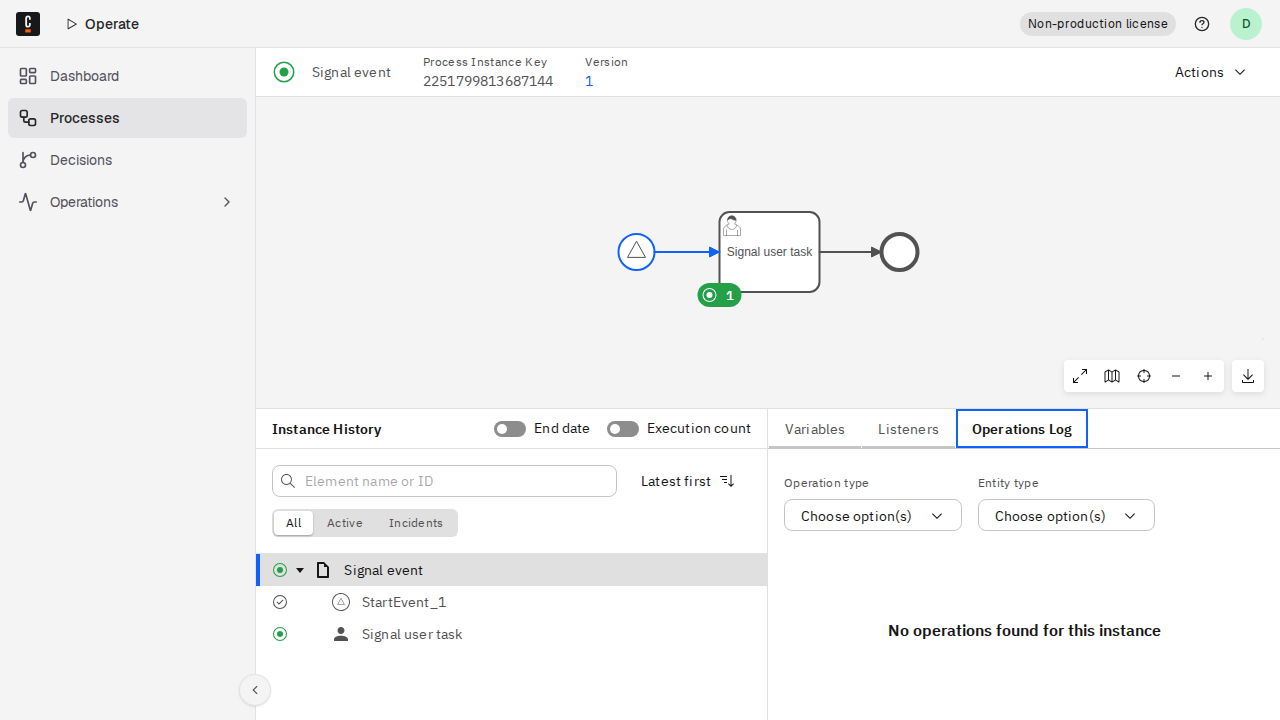 Operate
Non-production license
D
Dashboard
Processes
Decisions
Operations
Signal event
Process Instance Key
2251799813687144
Version
1
Actions
Signal user task
1
Instance History
End date
Execution count
Variables
Listeners
Operations Log
Element name or ID
Latest first
All
Active
Incidents
Operation type
Choose option(s)
Entity type
Choose option(s)
Signal event
StartEvent_1
Signal user task
No operations found for this instance